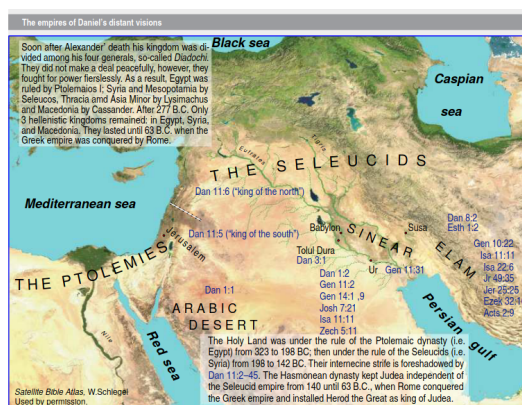 The empires of Daniel's distant visions
Soon after Alexander' death his kingdom was di-
vided among his four generals, so-called Diadochi.
They did not make a deal peacefully, however, they
fought for power fierslessly. As a result, Egypt was
ruled by Ptolemaios I; Syria and Mesopotamia by
Seleucos, Thracia amd Asia Minor by Lysimachus
and Macedonia by Cassander. After 277 B.C. Only
3 hellenistic kingdoms remained: in Egypt, Syria,
and Macedonia. They lasted until 63 B.C. when the
Greek empire was conquered by Rome.
Black sea
Caspian
sea
Eufrates
Tigris
THE SELEUCIDS
Dan 11:6 ("king of the north")
Mediterranean sea
Dan 11:5 ("king of the south")
Jerusalem
THE PTOLEMIES
Babylon
SINEAR
Susa
Dan 8:2
Esth 1:2
Tolul Dura
Dan 3:1
Ur
Gen 11:31
ELAM
Gen 10:22
Isa 11:11
Isa 22:6
Jr 49:35
Jer 25:25
Ezek 32:1
Acts 2:9
Dan 1:2
Gen 11:2
Gen 14:1 ,9
Josh 7:21
Isa 11:11
Zech 5:11
Dan 1:1
ARABIC
DESERT
Nile
Red sea
Persian gulf
The Holy Land was under the rule of the Ptolemaic dynasty (i.e.
Egypt) from 323 to 198 BC; then under the rule of the Seleucids (i.e.
Syria) from 198 to 142 BC. Their internecine strife is foreshadowed by
Dan 11:2–45. The Hasmonean dynasty kept Judea independent of
the Seleucid empire from 140 until 63 B.C., when Rome conquered
the Greek empire and installed Herod the Great as king of Judea.
Satellite Bible Atlas, W.Schlegel
Used by permission.